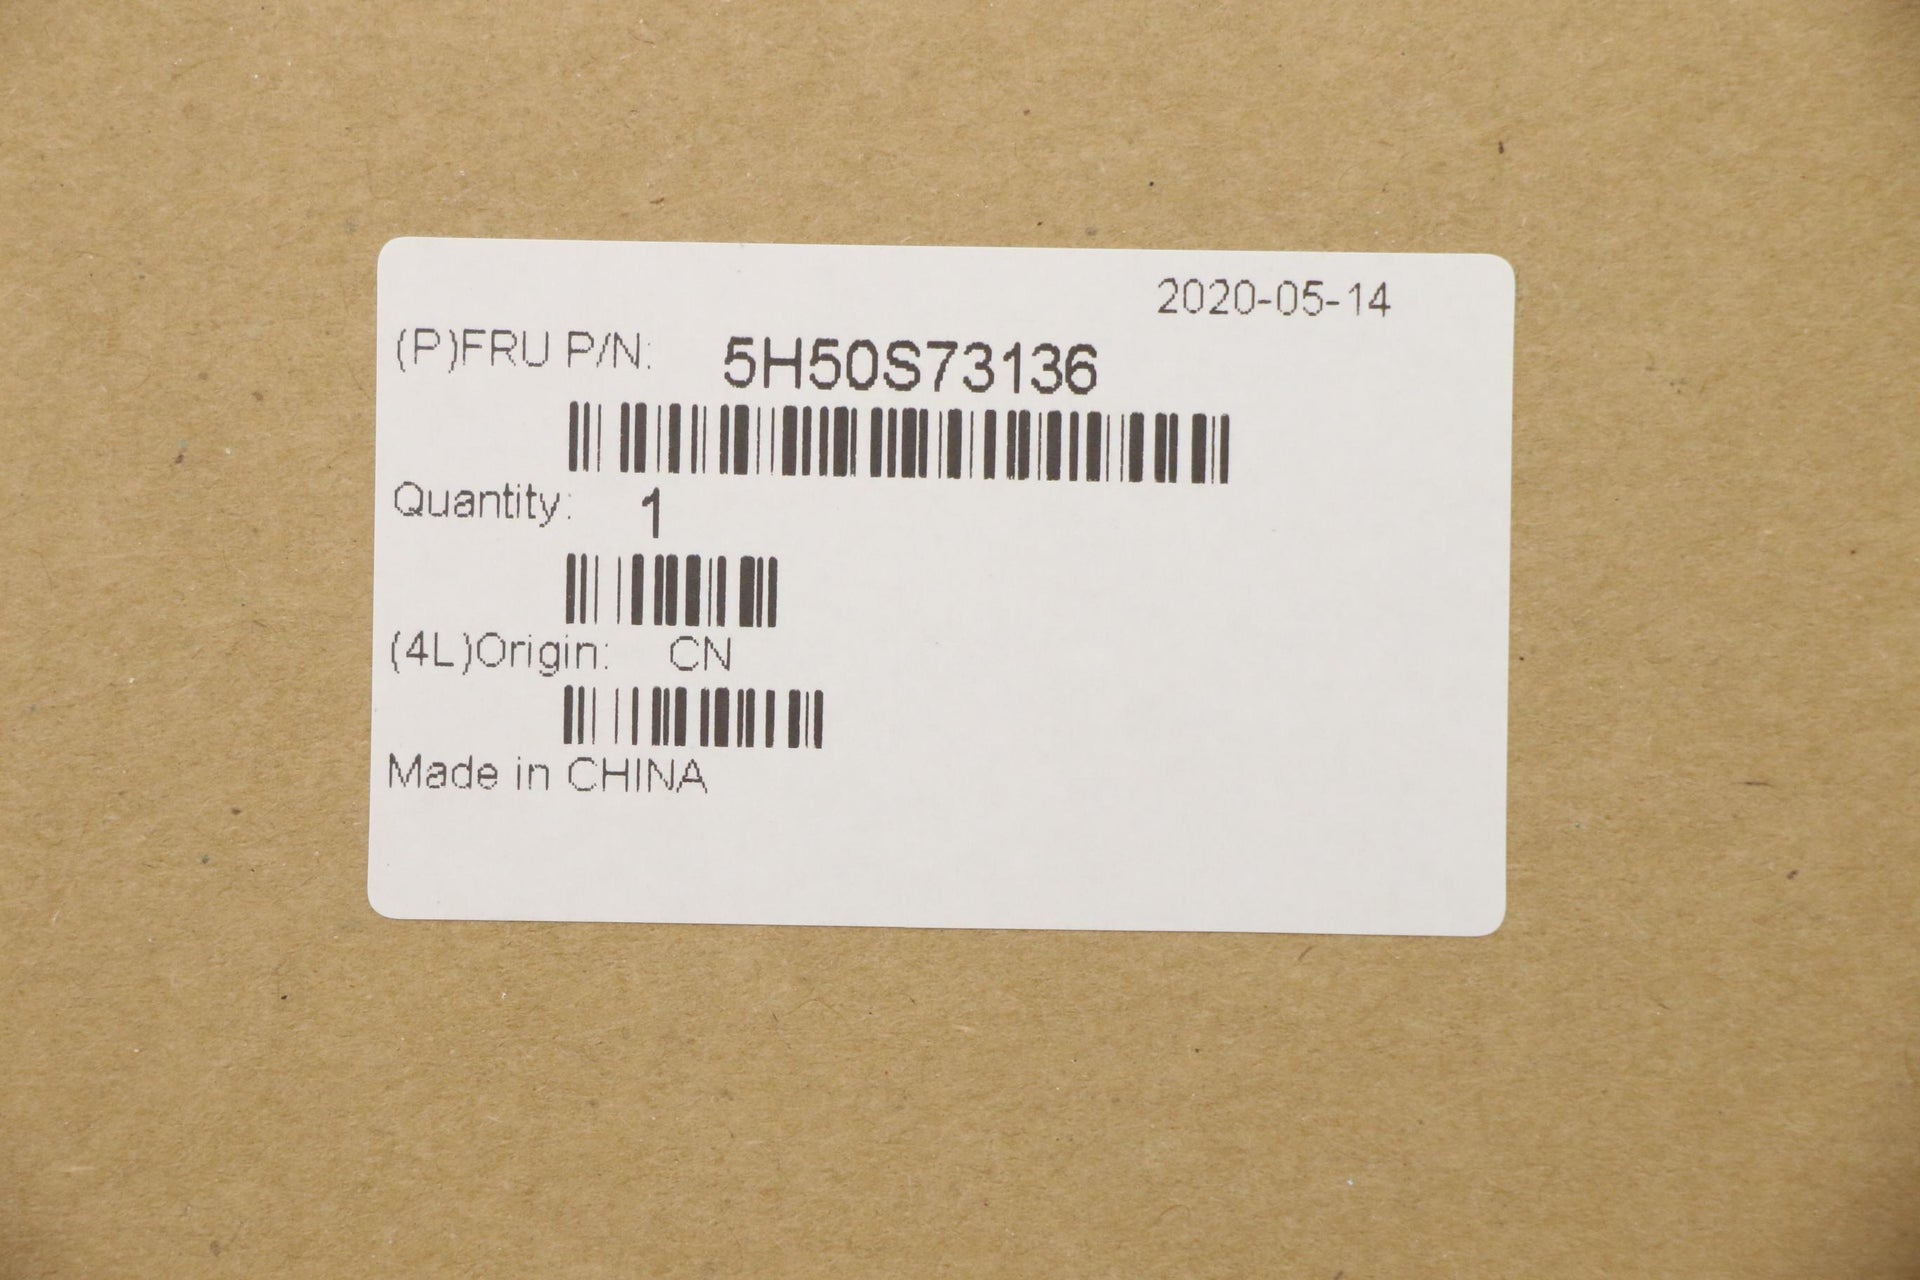 2020-05-14
(P)FRU P/N: 5H50S73136
Quantity: 1
(4L)Origin: CN
Made in CHINA